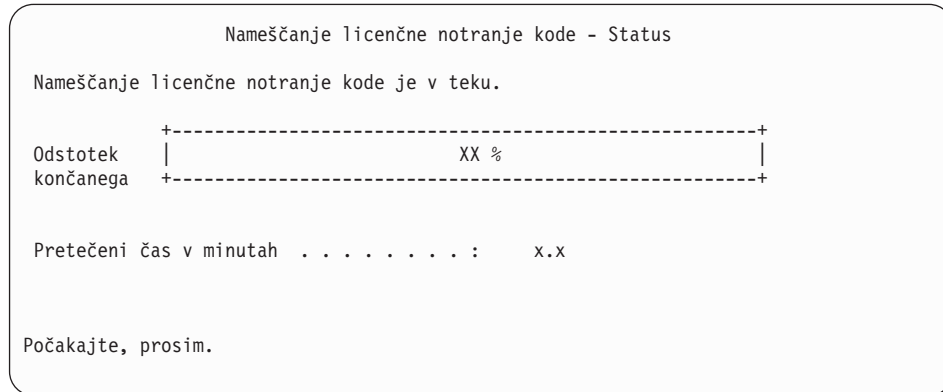 Nameščanje licenčne notranje kode - Status
Nameščanje licenčne notranje kode je v teku.
+-------------------------------------------------------+
Odstotek | XX % |
končanega +-------------------------------------------------------+
Pretečeni čas v minutah . . . . . . . . : x.x
Počakajte, prosim.